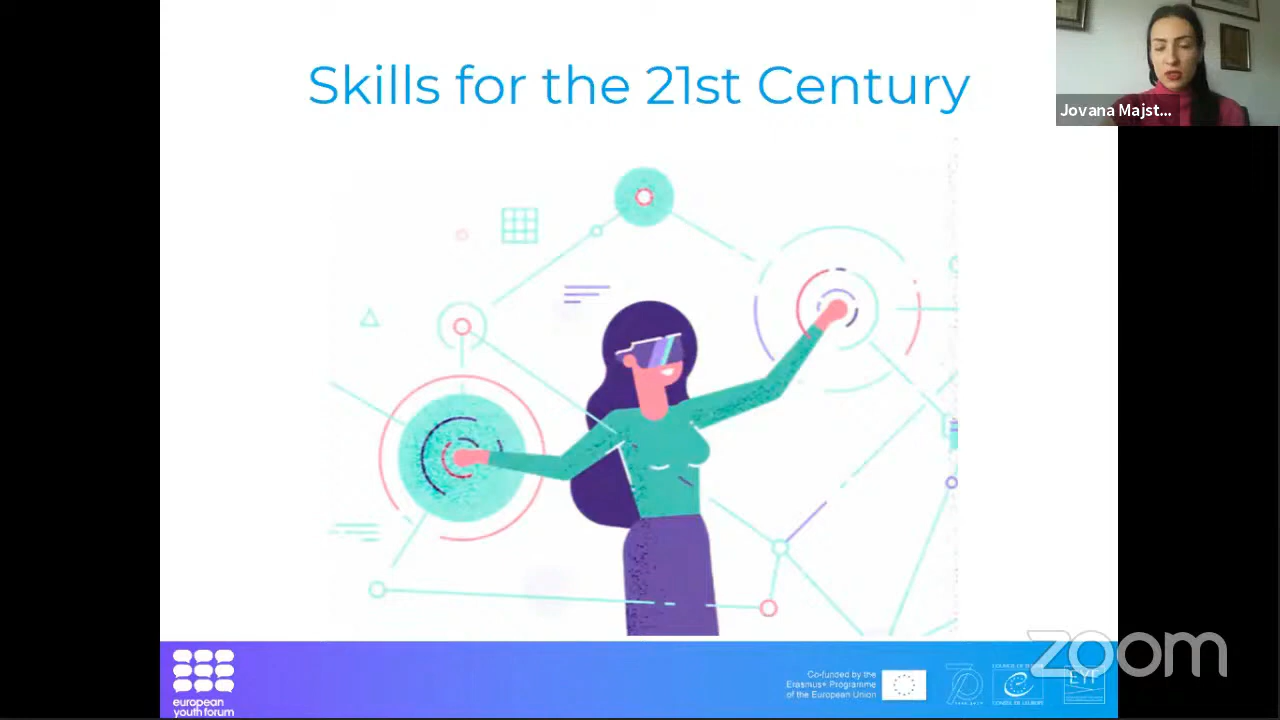 Skills for the 21st Century
Jovana Majst...
Co-funded by the
Erasmus+ Programme
of the European Union
european
youth forum
EYF
zoom